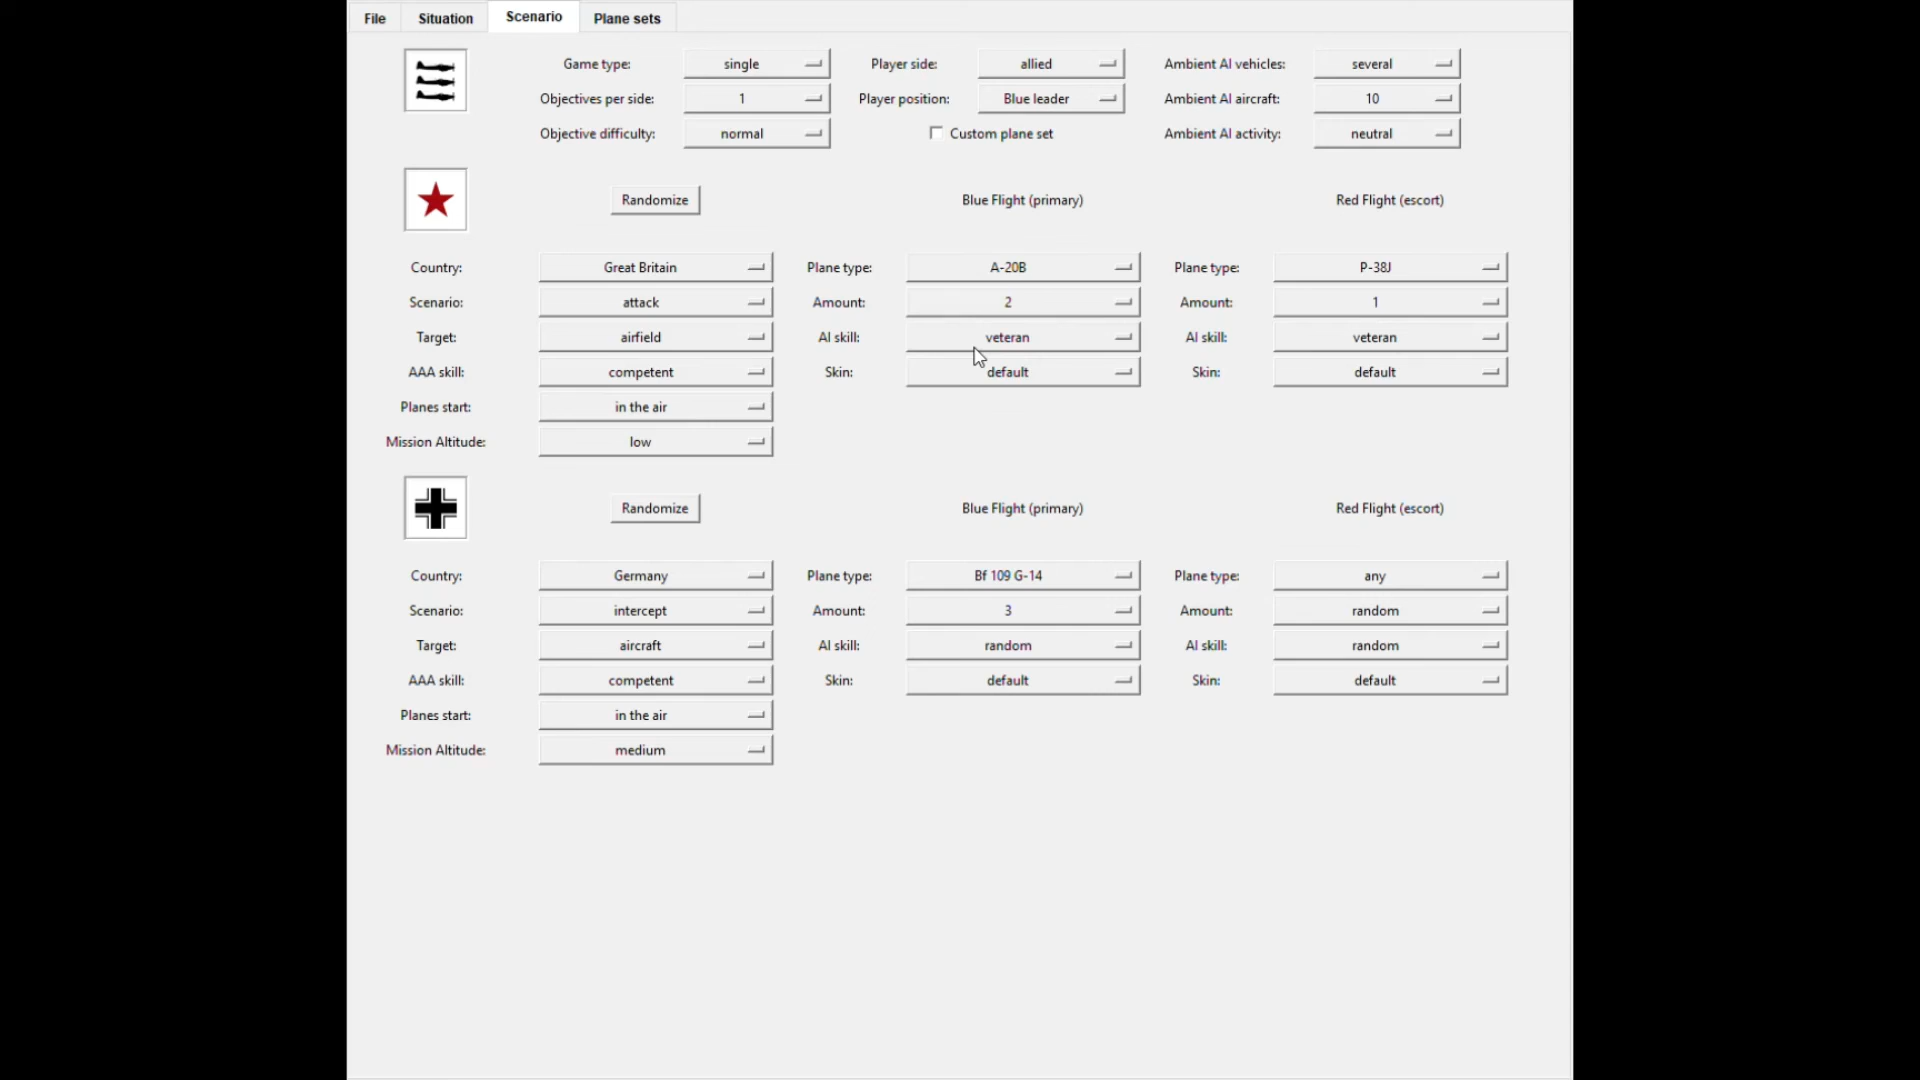 File Situation Scenario Plane sets
Game type: single Player side: allied Ambient AI vehicles: several
Objectives per side: 1 Player position: Blue leader Ambient AI aircraft: 10
Objective difficulty: normal Custom plane set Ambient AI activity: neutral
Randomize Blue Flight (primary) Red Flight (escort)
Country: Great Britain Plane type: A-20B Plane type: P-38J
Scenario: attack Amount: 2 Amount: 1
Target: airfield AI skill: veteran AI skill: veteran
AAA skill: competent Skin: default Skin: default
Planes start: in the air
Mission Altitude: low
Randomize Blue Flight (primary) Red Flight (escort)
Country: Germany Plane type: Bf 109 G-14 Plane type: any
Scenario: intercept Amount: 3 Amount: random
Target: aircraft AI skill: random AI skill: random
AAA skill: competent Skin: default Skin: default
Planes start: in the air
Mission Altitude: medium